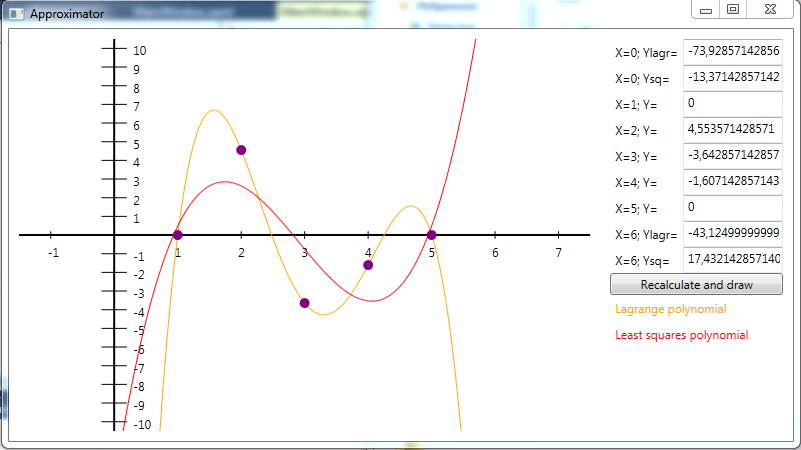 Approximator
10
9
8
7
6
5
4
3
2
1
-1 1 2 3 4 5 6 7
-1
-2
-3
-4
-5
-6
-7
-8
-9
-10
X=0; Ylagr= -73,92857142856
X=0; Ysq= -13,37142857142
X=1; Y= 0
X=2; Y= 4,553571428571
X=3; Y= -3,642857142857
X=4; Y= -1,607142857143
X=5; Y= 0
X=6; Ylagr= -43,12499999999
X=6; Ysq= 17,432142857140
Recalculate and draw
Lagrange polynomial
Least squares polynomial